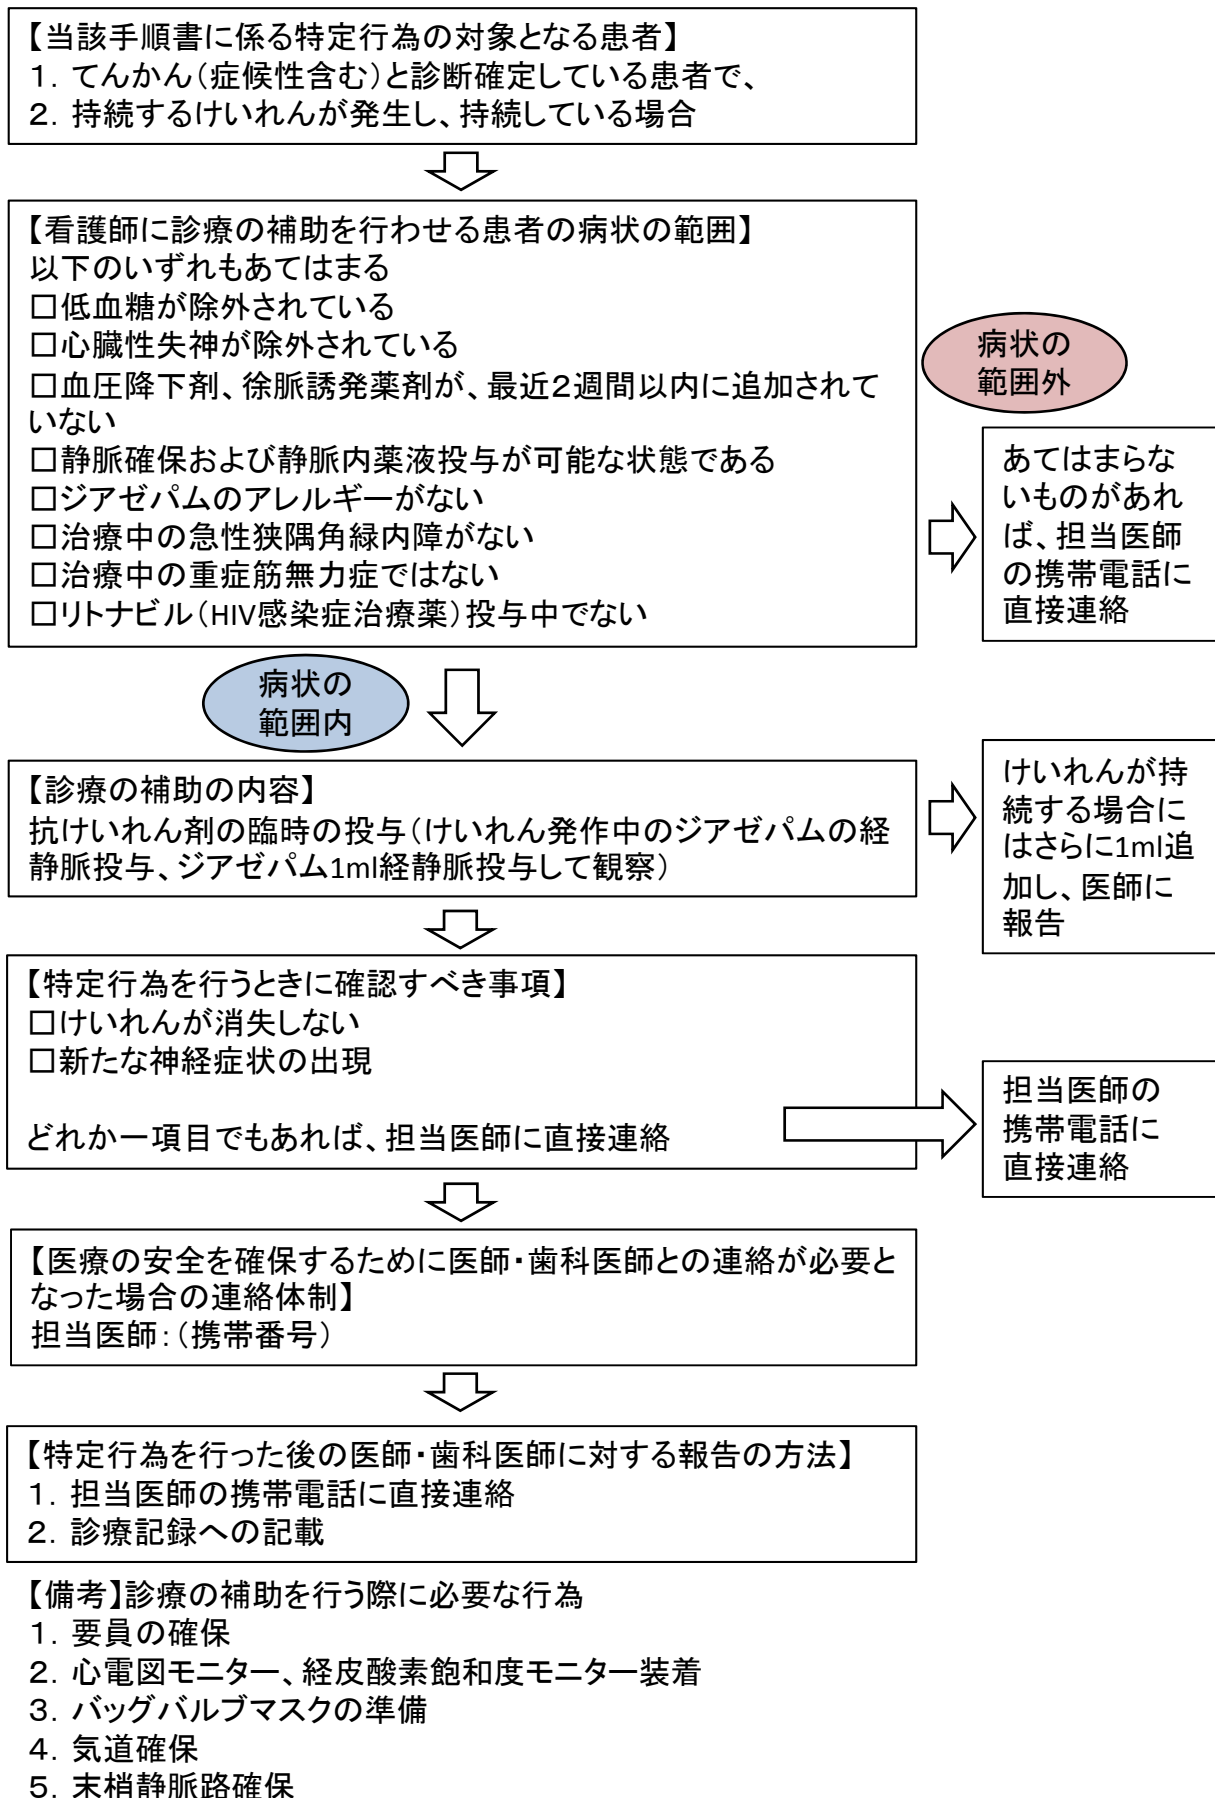 【当該手順書に係る特定行為の対象となる患者】
１．てんかん（症候性含む）と診断確定している患者で、
２．持続するけいれんが発生し、持続している場合
【看護師に診療の補助を行わせる患者の病状の範囲】
以下のいずれもあてはまる
□低血糖が除外されている
□心臓性失神が除外されている
□血圧降下剤、徐脈誘発薬剤が、最近２週間以内に追加されて
いない
□静脈確保および静脈内薬液投与が可能な状態である
□ジアゼパムのアレルギーがない
□治療中の急性狭隅角緑内障がない
□治療中の重症筋無力症ではない
□リトナビル（HIV感染症治療薬）投与中でない
病状の
範囲外
あてはまらな
いものがあれ
ば、担当医師
の携帯電話に
直接連絡
病状の
範囲内
【診療の補助の内容】
抗けいれん剤の臨時の投与（けいれん発作中のジアゼパムの経
静脈投与、ジアゼパム1ml経静脈投与して観察）
けいれんが持
続する場合に
はさらに1ml追
加し、医師に
報告
【特定行為を行うときに確認すべき事項】
□けいれんが消失しない
□新たな神経症状の出現
どれか一項目でもあれば、担当医師に直接連絡
担当医師の
携帯電話に
直接連絡
【医療の安全を確保するために医師・歯科医師との連絡が必要と
なった場合の連絡体制】
担当医師：（携帯番号）
【特定行為を行った後の医師・歯科医師に対する報告の方法】
１．担当医師の携帯電話に直接連絡
２．診療記録への記載
【備考】診療の補助を行う際に必要な行為
１．要員の確保
２．心電図モニター、経皮酸素飽和度モニター装着
３．バッグバルブマスクの準備
４．気道確保
５．末梢静脈路確保